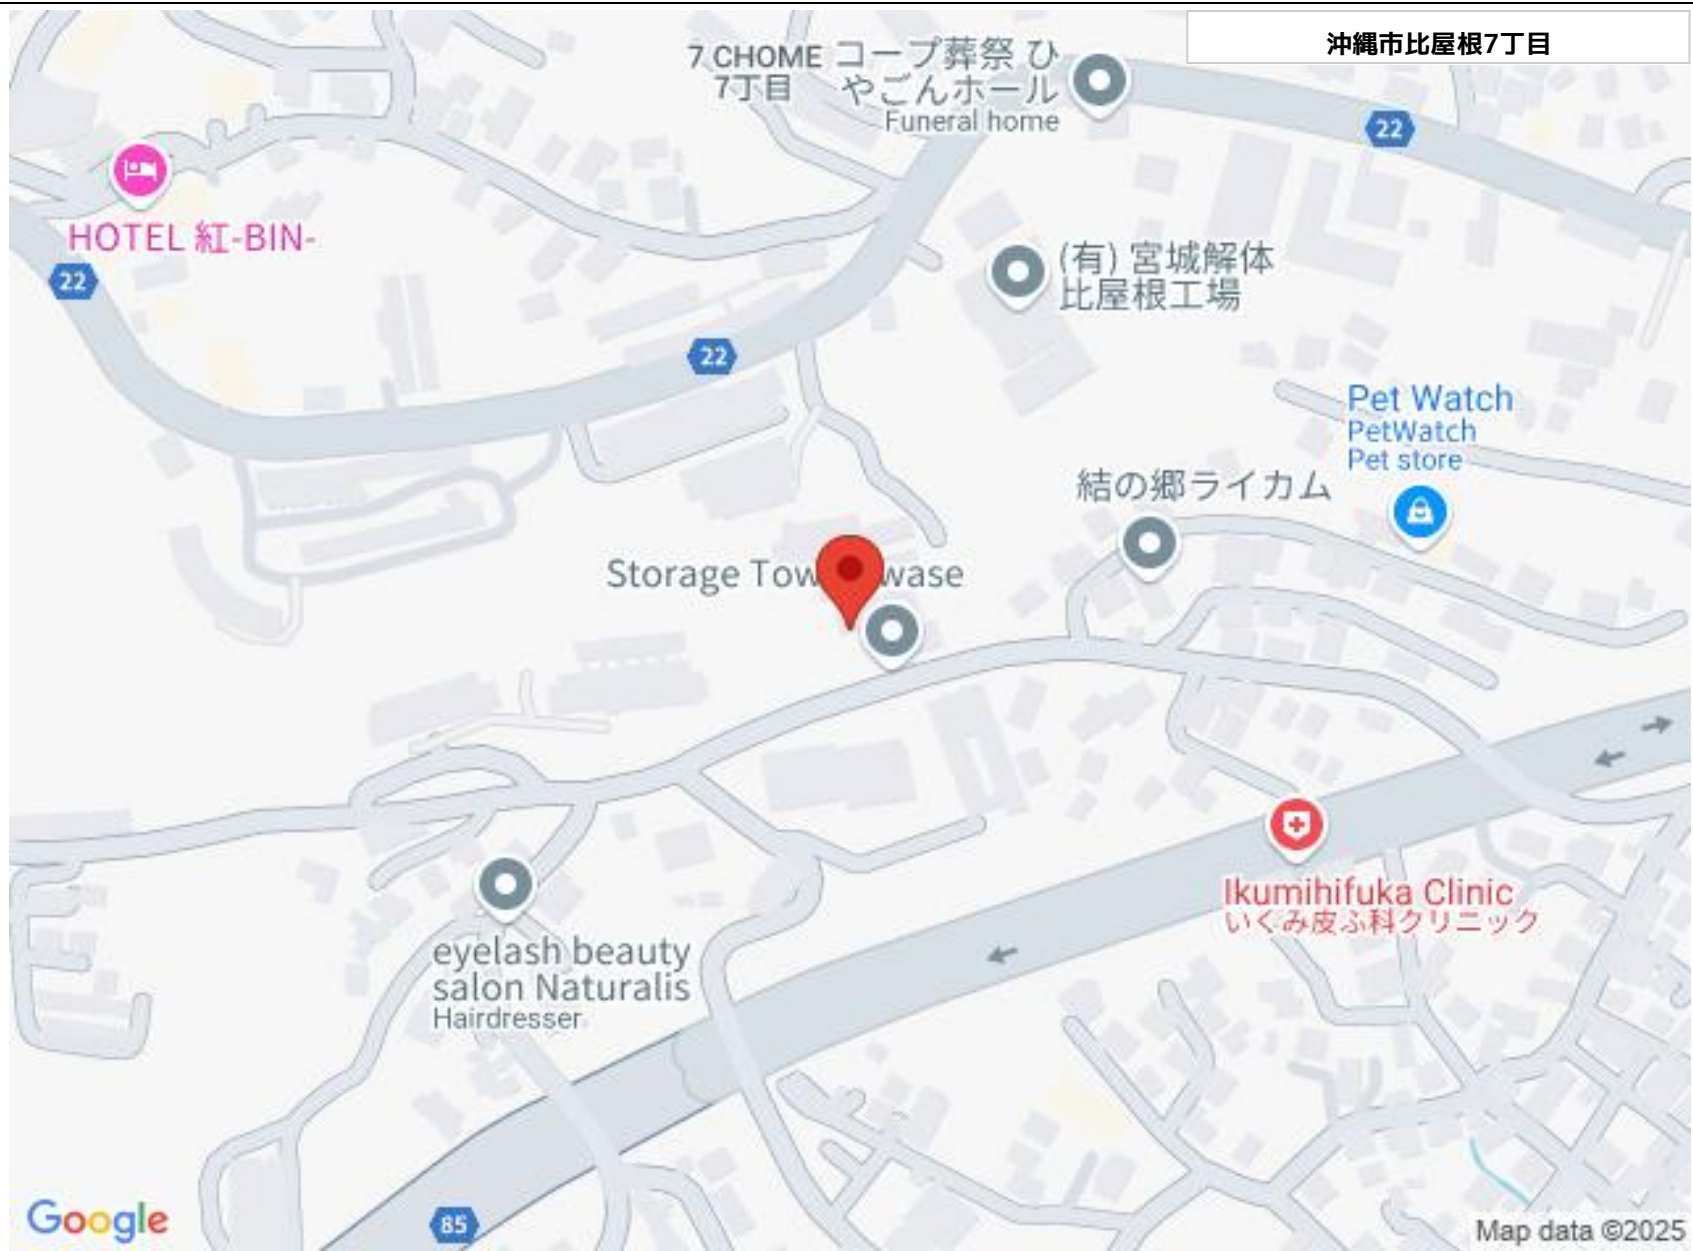 沖縄市比屋根7丁目
7 CHOME
7丁目
コープ葬祭 ひ
やごんホール
Funeral home
22
HOTEL 紅-BIN-
22
(有) 宮城解体
比屋根工場
22
Pet Watch
PetWatch
Pet store
結の郷ライカム
Storage Tow wase
Ikumihifuka Clinic
いくみ皮ふ科クリニック
eyelash beauty
salon Naturalis
Hairdresser
85
Google
Map data ©2025